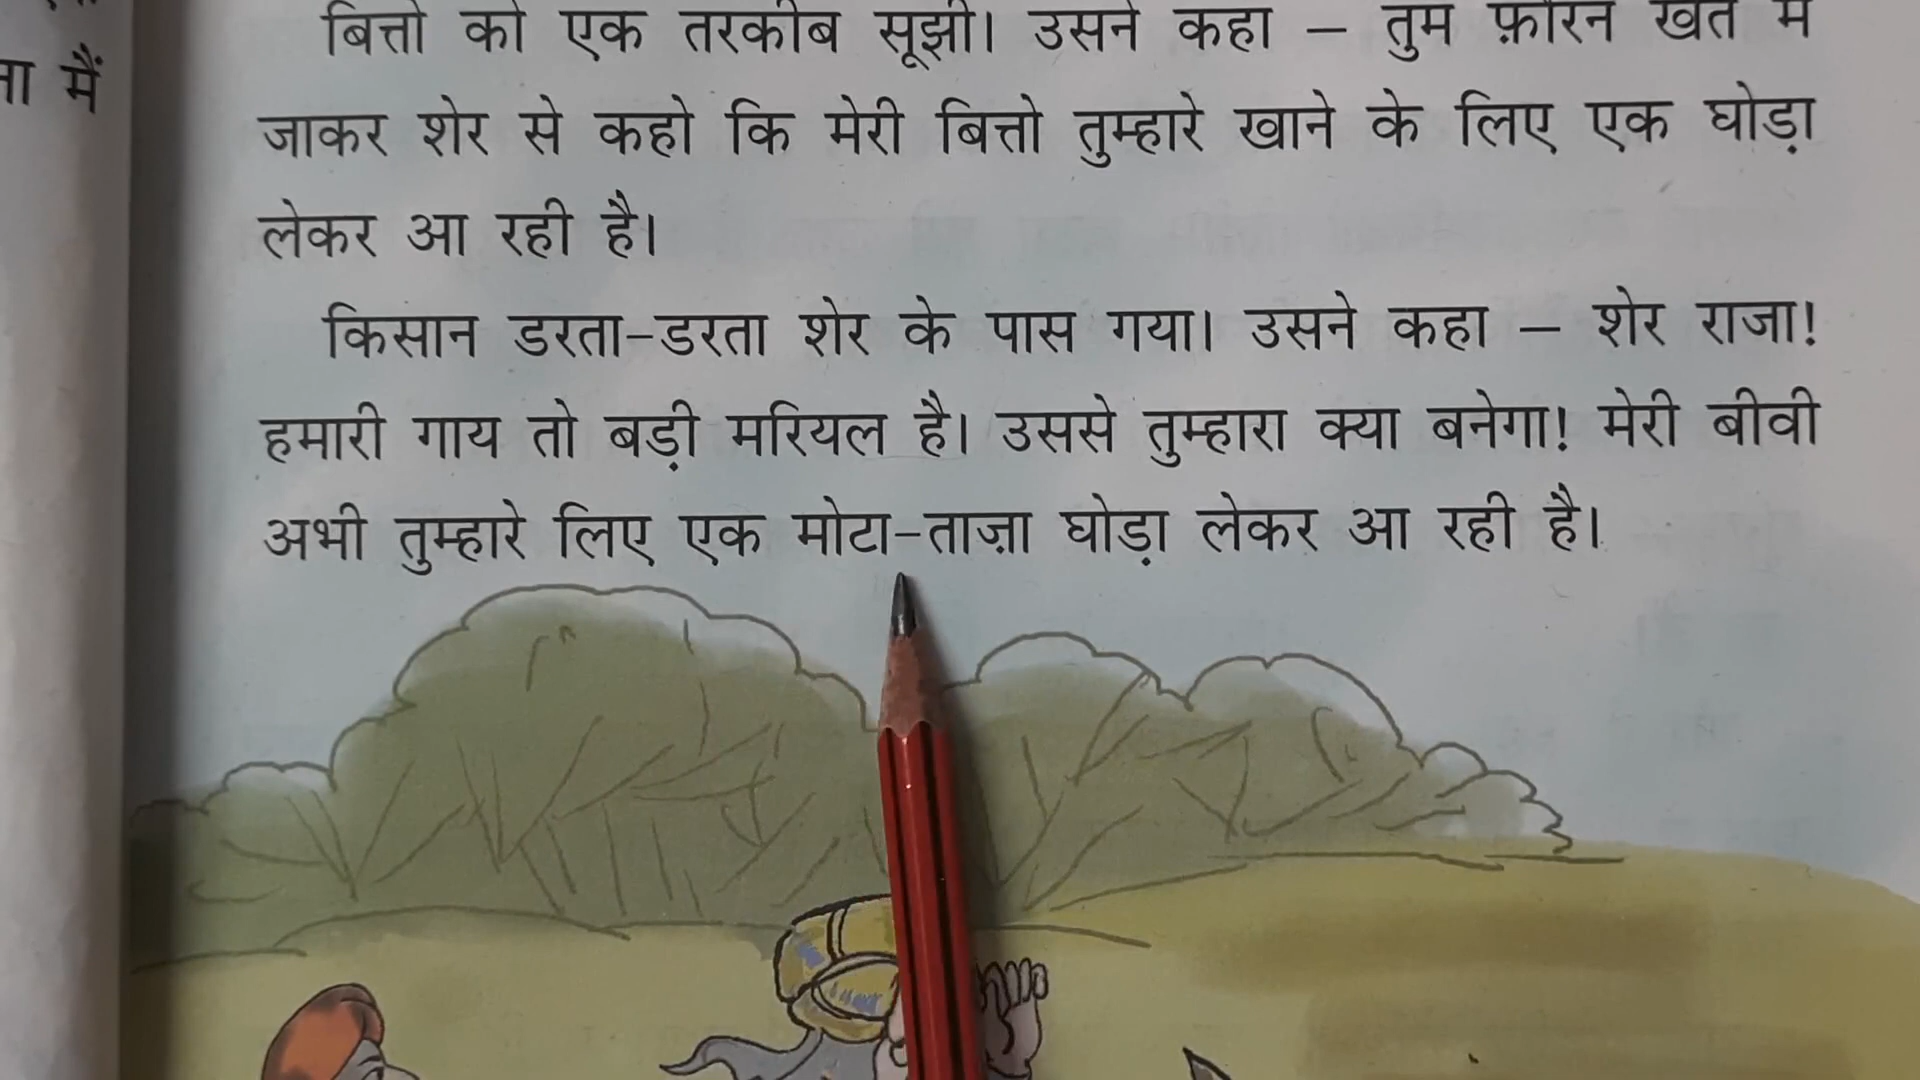 ना मैं
बित्तो को एक तरकीब सूझी। उसने कहा – तुम फ़ौरन खेत में
जाकर शेर से कहो कि मेरी बित्तो तुम्हारे खाने के लिए एक घोड़ा
लेकर आ रही है।
किसान डरता-डरता शेर के पास गया। उसने कहा – शेर राजा!
हमारी गाय तो बड़ी मरियल है। उससे तुम्हारा क्या बनेगा! मेरी बीवी
अभी तुम्हारे लिए एक मोटा-ताज़ा घोड़ा लेकर आ रही है।